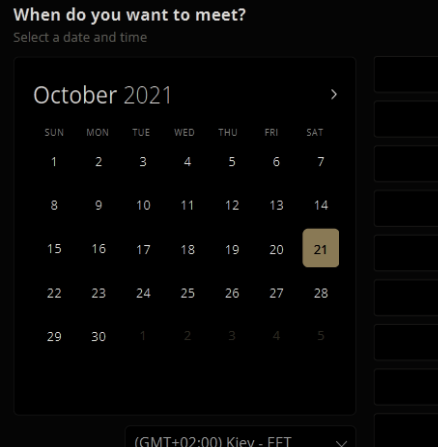 When do you want to meet?
Select a date and time
October 2021 >
SUN MON TUE WED THU FRI SAT
1 2 3 4 5 6 7
8 9 10 11 12 13 14
15 16 17 18 19 20 21
22 23 24 25 26 27 28
29 30 1 2 3 4 5
(GMT+02:00) Kiev - EET